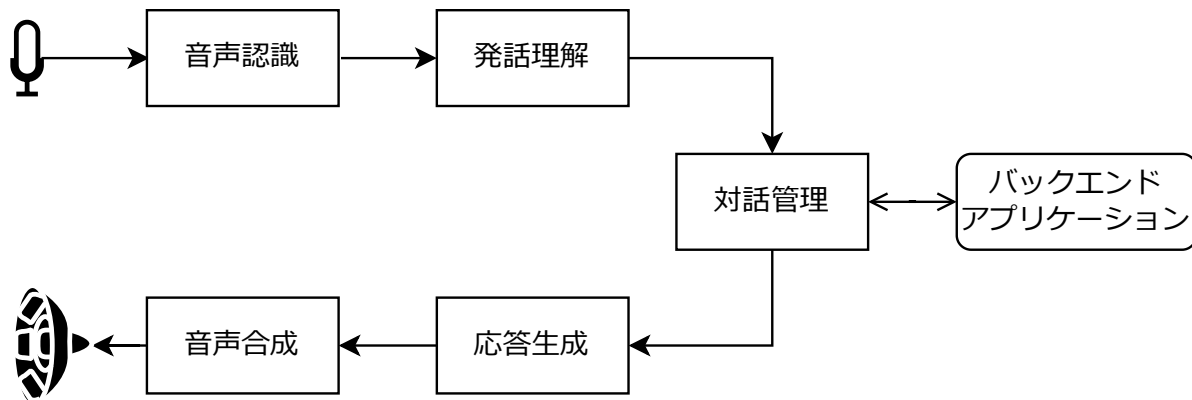 音声認識
発話理解
対話管理
バックエンド
アプリケーション
音声合成
応答生成